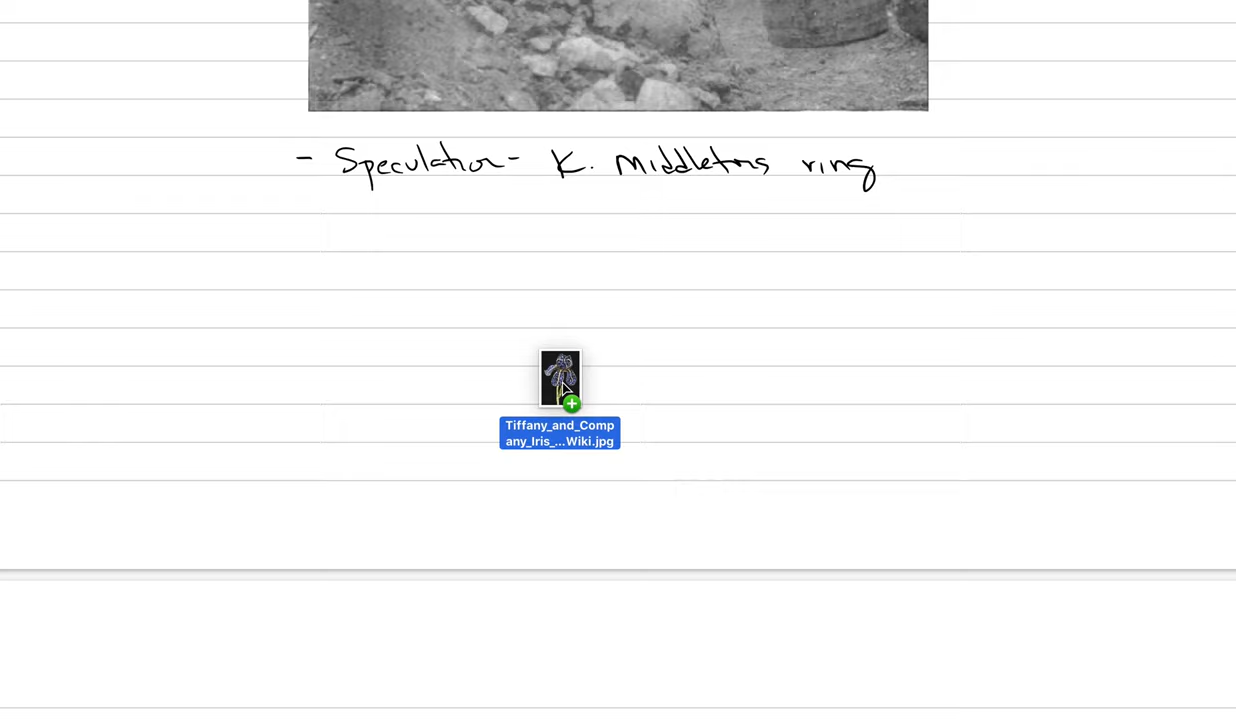 - Speculation - K. Middletons ring
Tiffany_and_Comp
any_Iris_...Wiki.jpg